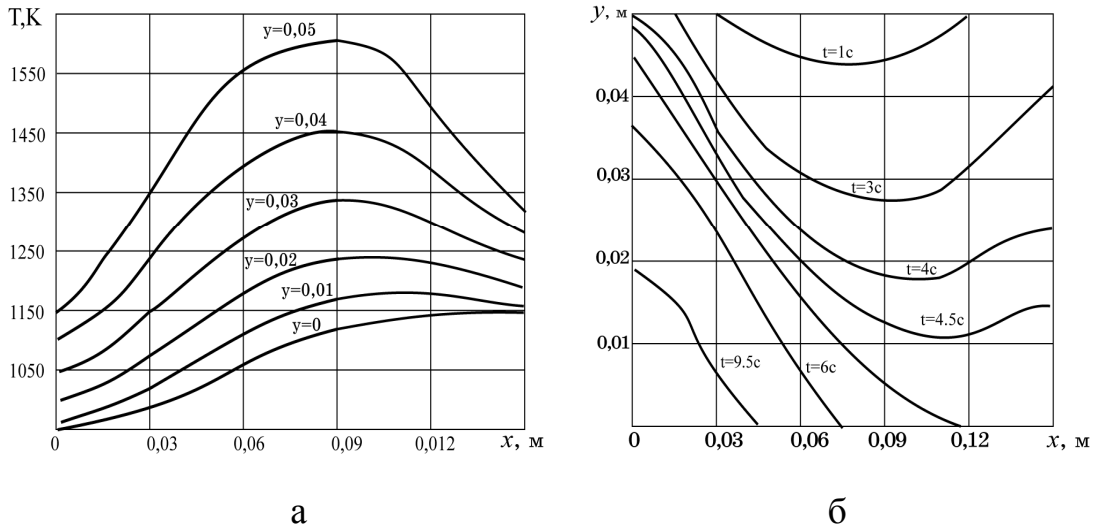 T,K
1550
1450
1350
1250
1150
1050
y=0,05
y=0,04
y=0,03
y=0,02
y=0,01
y=0
0
0,03
0,06
0,09
0,012
x, м
а
y, м
0,04
0,03
0,02
0,01
t=1c
t=3c
t=4c
t=4.5c
t=6c
t=9.5c
0
0,03
0,06
0,09
0,12
x, м
б